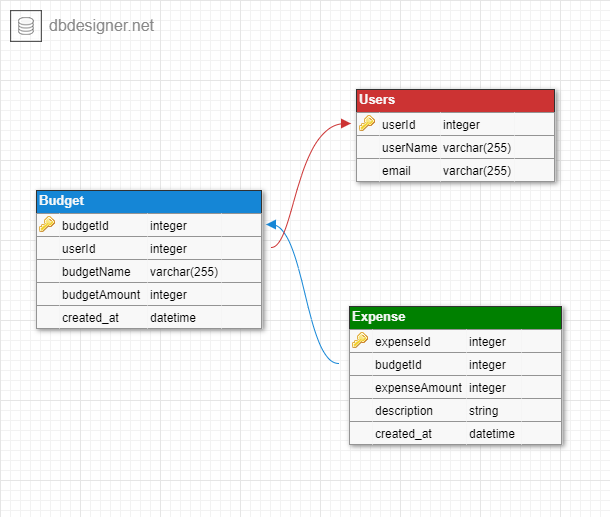 dbdesigner.net
Users
userId integer
userName varchar(255)
email varchar(255)
Budget
budgetId integer
userId integer
budgetName varchar(255)
budgetAmount integer
created_at datetime
Expense
expenseId integer
budgetId integer
expenseAmount integer
description string
created_at datetime